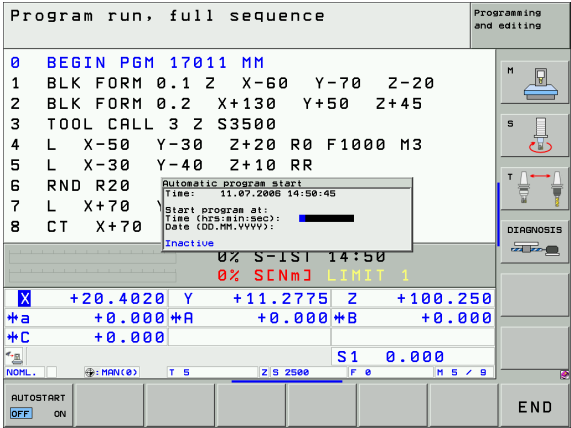 Program run, full sequence
Programming
and editing
0 BEGIN PGM 17011 MM
1 BLK FORM 0.1 Z X-60 Y-70 Z-20
2 BLK FORM 0.2 X+130 Y+50 Z+45
3 TOOL CALL 3 Z S3500
4 L X-50 Y-30 Z+20 R0 F1000 M3
5 L X-30 Y-40 Z+10 RR
6 RND R20
7 L X+70
8 CT X+70
Automatic program start
Time: 11.07.2006 14:50:45
Start program at:
Time (hrs:min:sec):
Date (DD.MM.YYYY):
Inactive
0% S-IST 14:50
0% S[Nm] LIMIT 1
X +20.4020 Y +11.2775 Z +100.250
a +0.000 A +0.000 B +0.000
C +0.000
S1 0.000
NOML. : MAN(0) T 5 Z S 2500 F 0 M 5 / 9
M
S
T
DIAGNOSIS
AUTOSTART
OFF ON
END